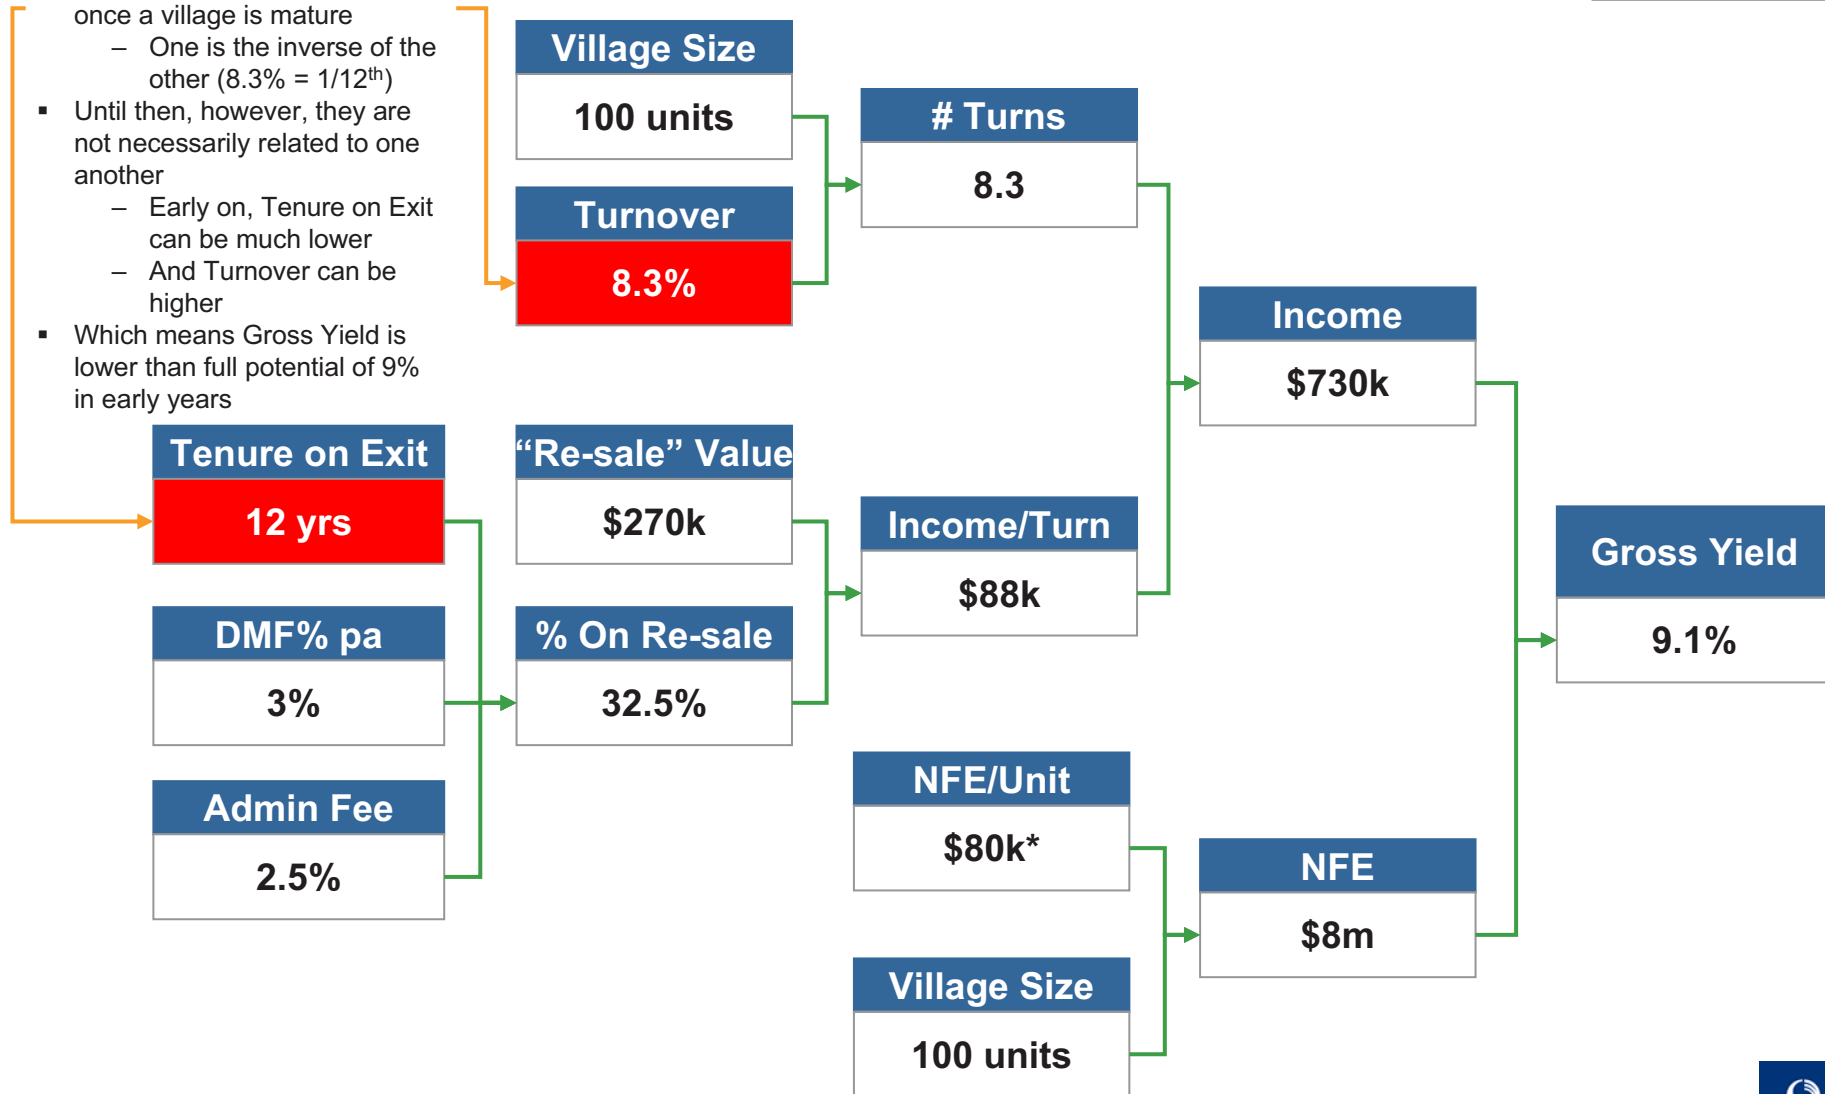 once a village is mature
– One is the inverse of the
other (8.3% = 1/12th)
▪ Until then, however, they are
not necessarily related to one
another
– Early on, Tenure on Exit
can be much lower
– And Turnover can be
higher
▪ Which means Gross Yield is
lower than full potential of 9%
in early years
Village Size
100 units
Turnover
8.3%
# Turns
8.3
Income
$730k
Tenure on Exit
12 yrs
DMF% pa
3%
Admin Fee
2.5%
“Re-sale” Value
$270k
% On Re-sale
32.5%
Income/Turn
$88k
NFE/Unit
$80k*
Village Size
100 units
NFE
$8m
Gross Yield
9.1%